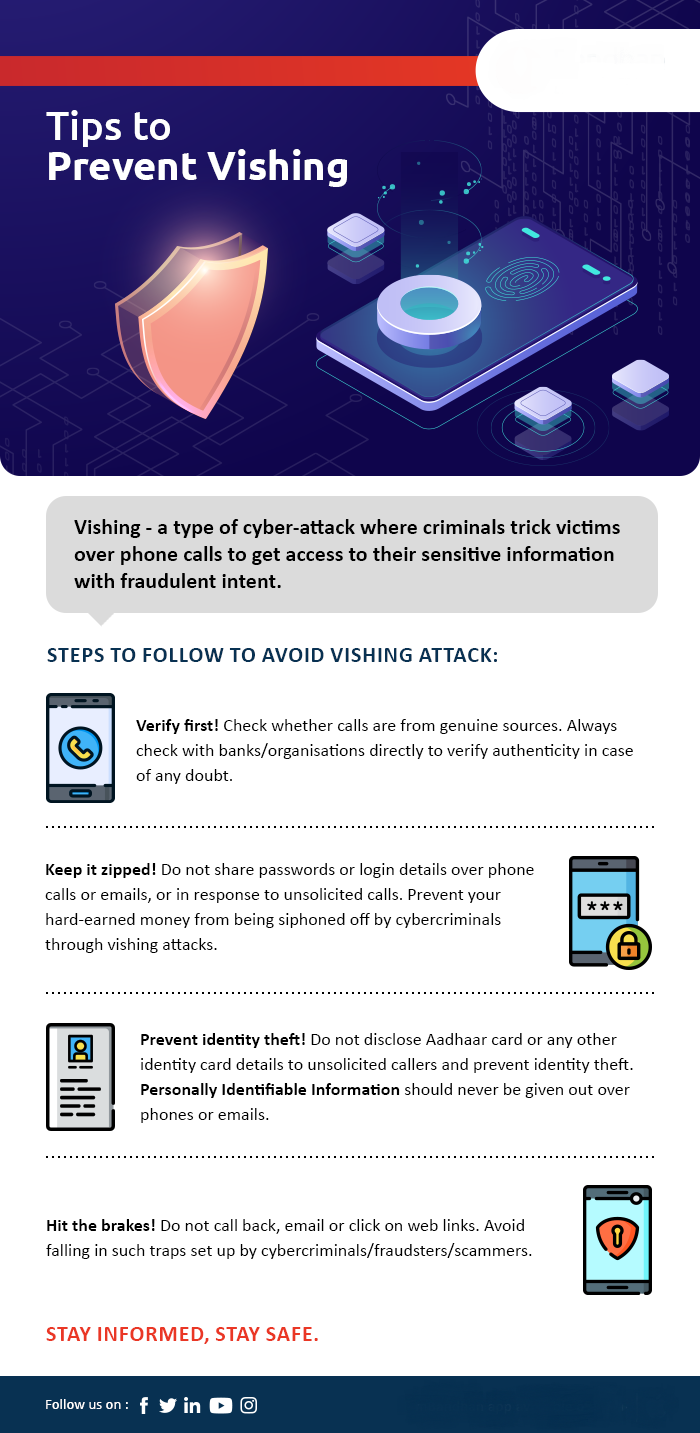 Tips to
Prevent Vishing
Vishing - a type of cyber-attack where criminals trick victims
over phone calls to get access to their sensitive information
with fraudulent intent.
STEPS TO FOLLOW TO AVOID VISHING ATTACK:
Verify first! Check whether calls are from genuine sources. Always
check with banks/organisations directly to verify authenticity in case
of any doubt.
Keep it zipped! Do not share passwords or login details over phone
calls or emails, or in response to unsolicited calls. Prevent your
hard-earned money from being siphoned off by cybercriminals
through vishing attacks.
***
Prevent identity theft! Do not disclose Aadhaar card or any other
identity card details to unsolicited callers and prevent identity theft.
Personally Identifiable Information should never be given out over
phones or emails.
Hit the brakes! Do not call back, email or click on web links. Avoid
falling in such traps set up by cybercriminals/fraudsters/scammers.
STAY INFORMED, STAY SAFE.
Follow us on :